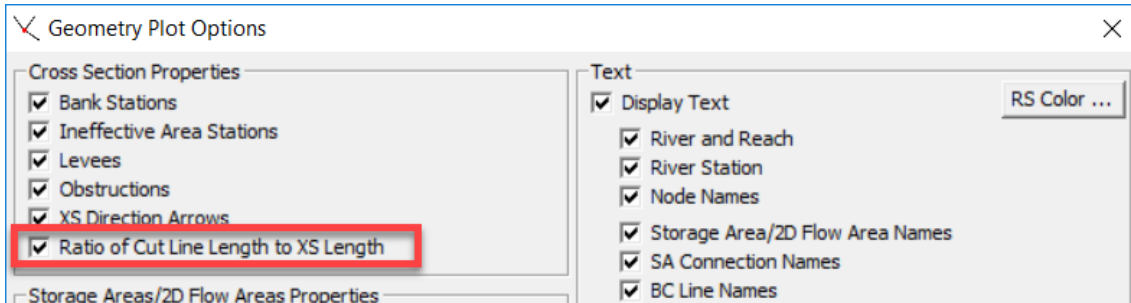 Geometry Plot Options
Cross Section Properties
Bank Stations
Ineffective Area Stations
Levees
Obstructions
XS Direction Arrows
Ratio of Cut Line Length to XS Length
Storage Areas/2D Flow Areas Properties
Text
Display Text
RS Color ...
River and Reach
River Station
Node Names
Storage Area/2D Flow Area Names
SA Connection Names
BC Line Names